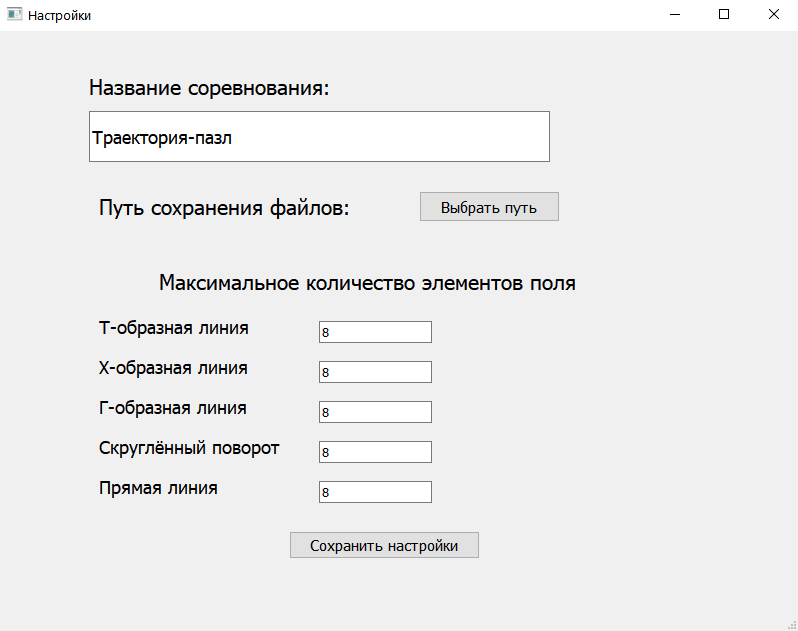 Настройки
Название соревнования:
Траектория-пазл
Путь сохранения файлов:
Выбрать путь
Максимальное количество элементов поля
Т-образная линия
8
Х-образная линия
8
Г-образная линия
8
Скруглённый поворот
8
Прямая линия
8
Сохранить настройки